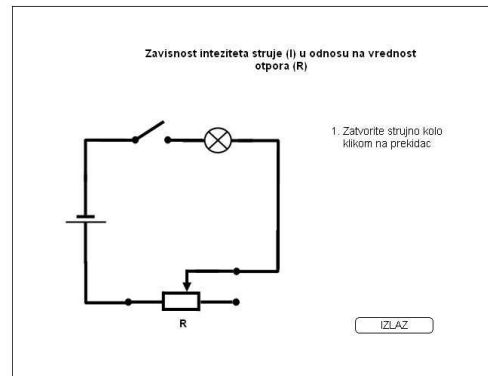 Zavisnost inteziteta struje (I) u odnosu na vrednost
otpora (R)
1. Zatvorite strujno kolo
klikom na prekidac
R
IZLAZ